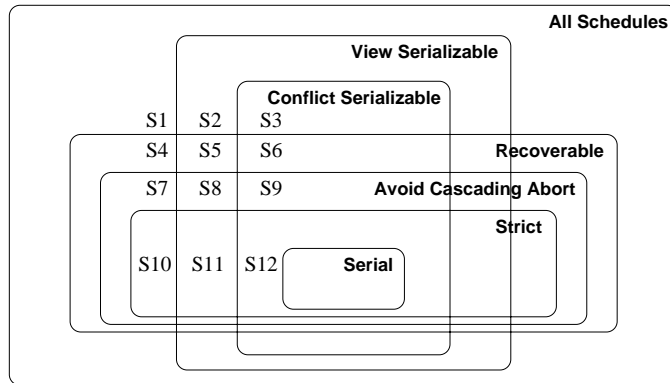 All Schedules
View Serializable
Conflict Serializable
S1 S2 S3
S4 S5 S6 Recoverable
S7 S8 S9 Avoid Cascading Abort
Strict
S10 S11 S12 Serial